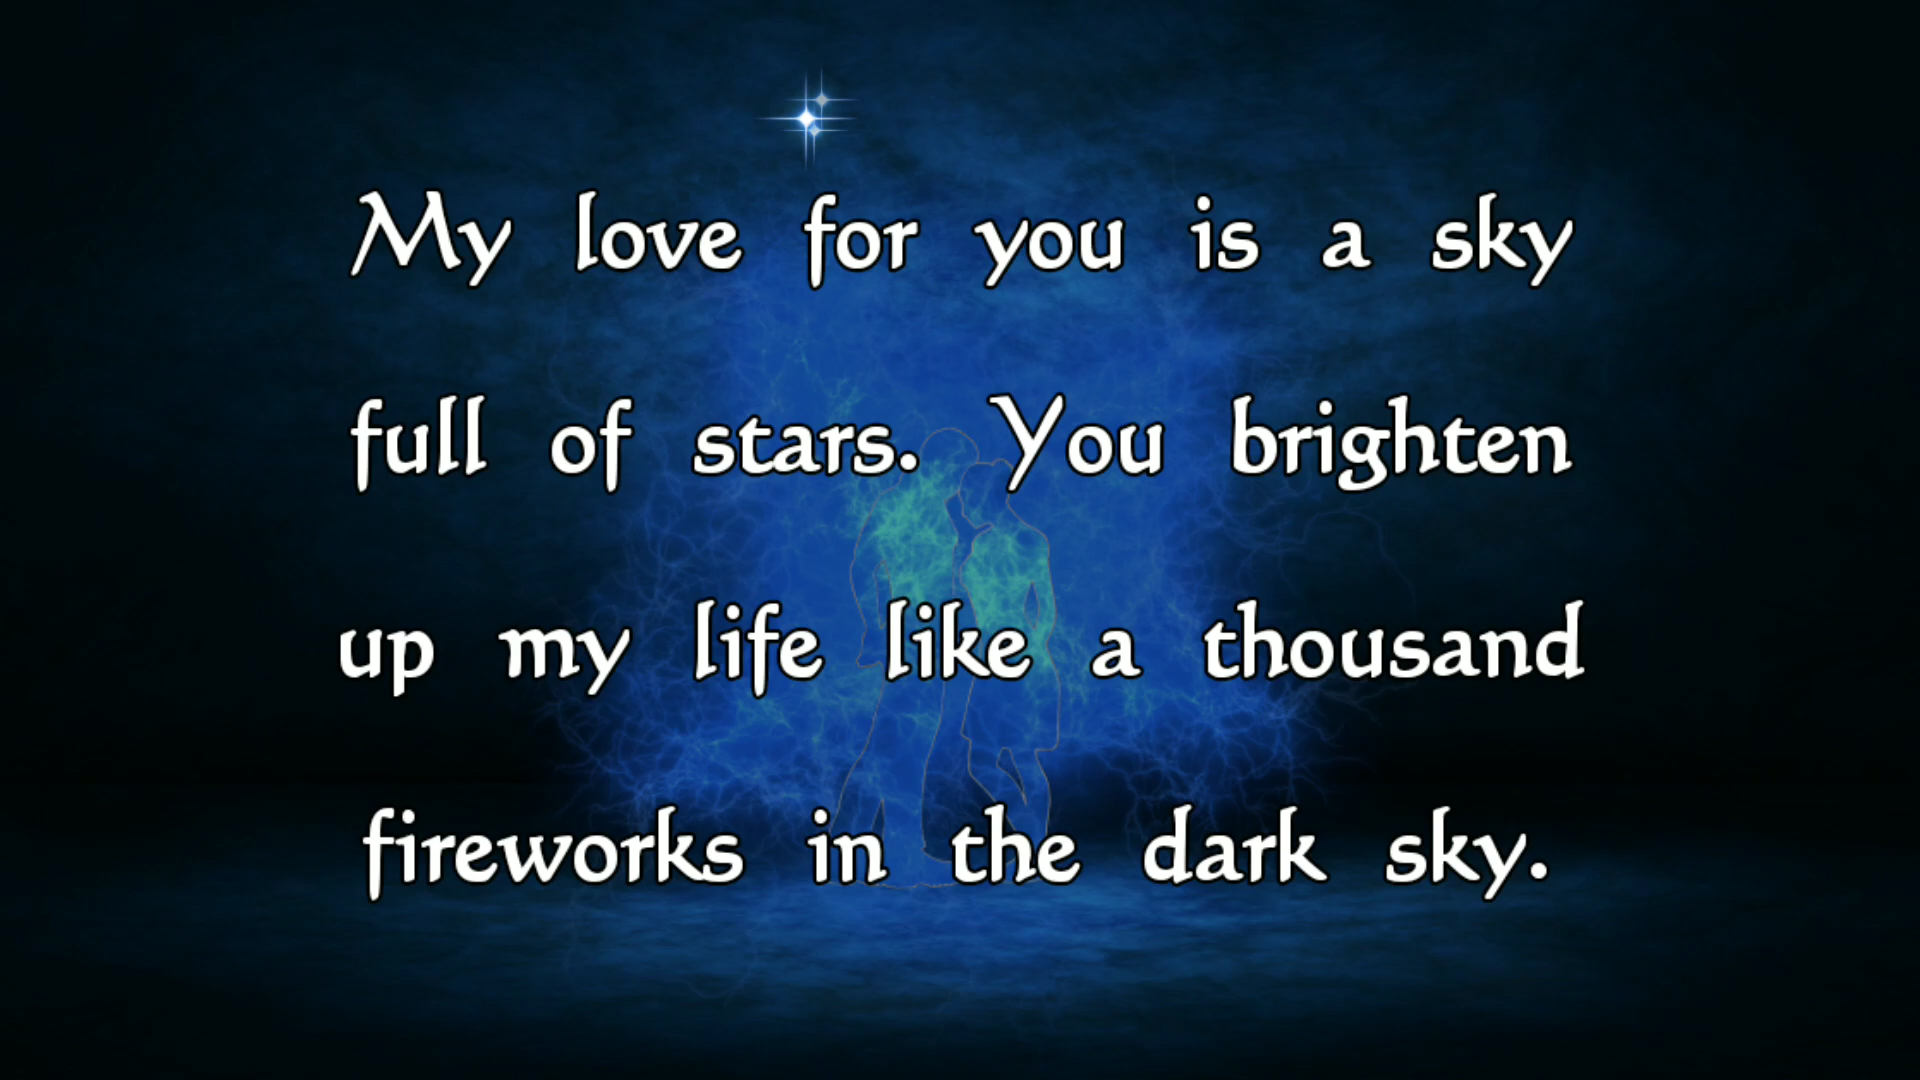 My love for you is a sky
full of stars. You brighten
up my life like a thousand
fireworks in the dark sky.